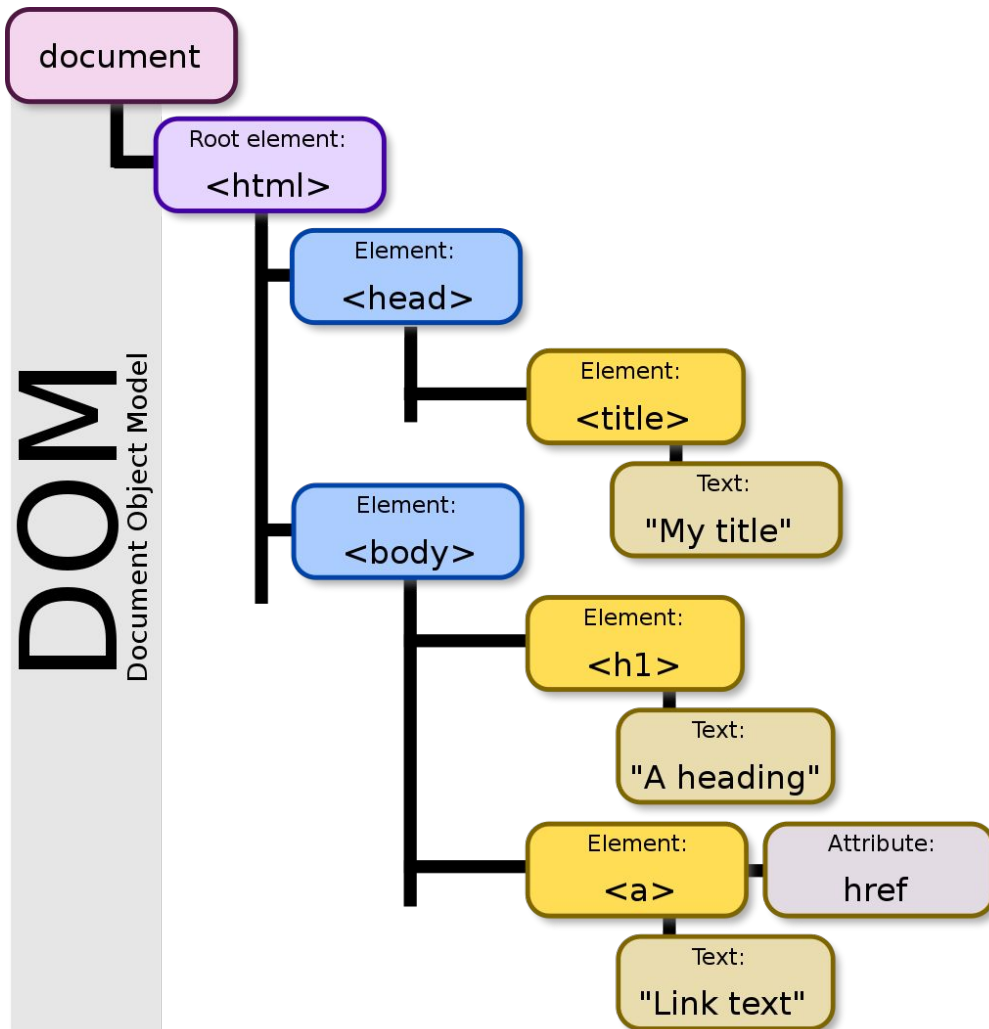 document
Root element:
<html>
Element:
<head>
Element:
<title>
Text:
"My title"
Element:
<body>
Element:
<h1>
Text:
"A heading"
Element:
<a>
Attribute:
href
Text:
"Link text"
DOM
Document Object Model